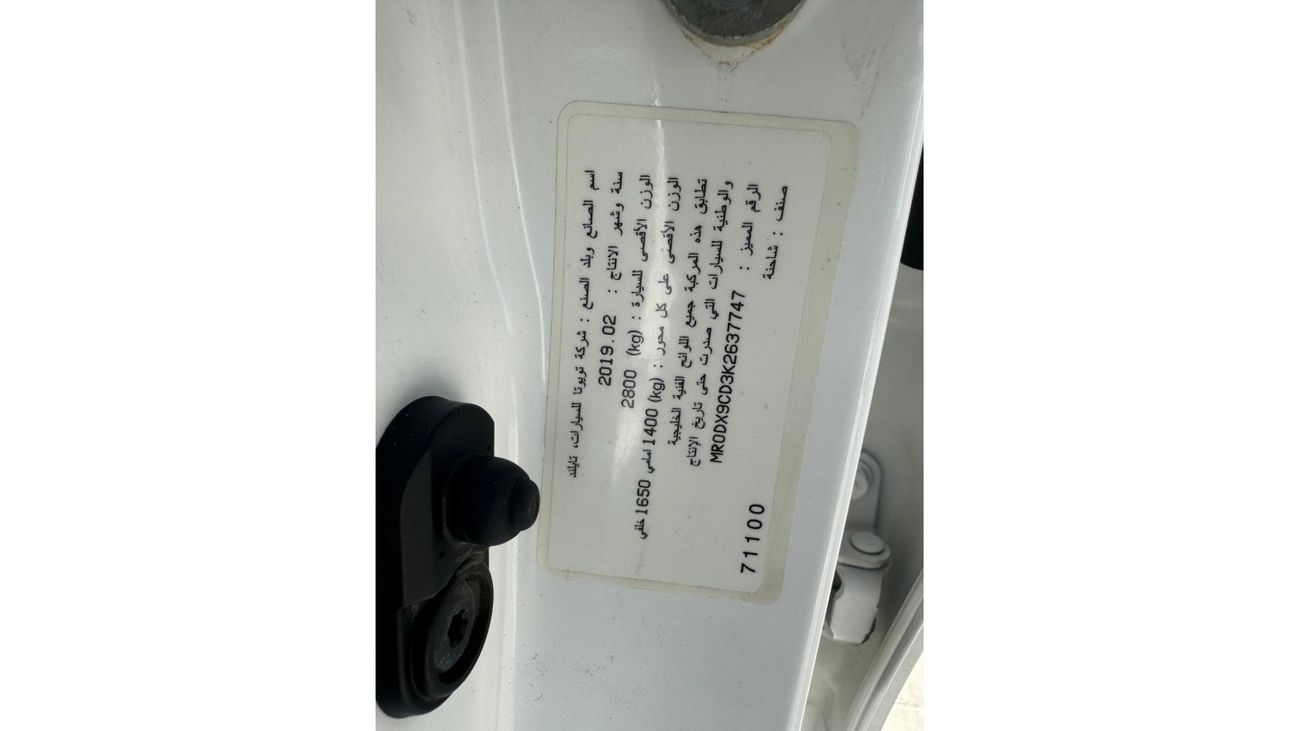 اسم الصانع وبلد الصنع : شركة تويوتا للسيارات، تايلند
سنة وشهر الانتاج : 2019.02
الوزن الأقصى للسيارة : (kg) 2800
الوزن الأقصى على كل محور : (kg) 1400 امامي 1650 خلفي
تطابق هذه المركبة جميع اللوائح الفنية الخليجية
والوطنية للسيارات التي صدرت حتى تاريخ الإنتاج
الرقم المميز : MR0DX9CD3K2637747
صنف : شاحنة
71100